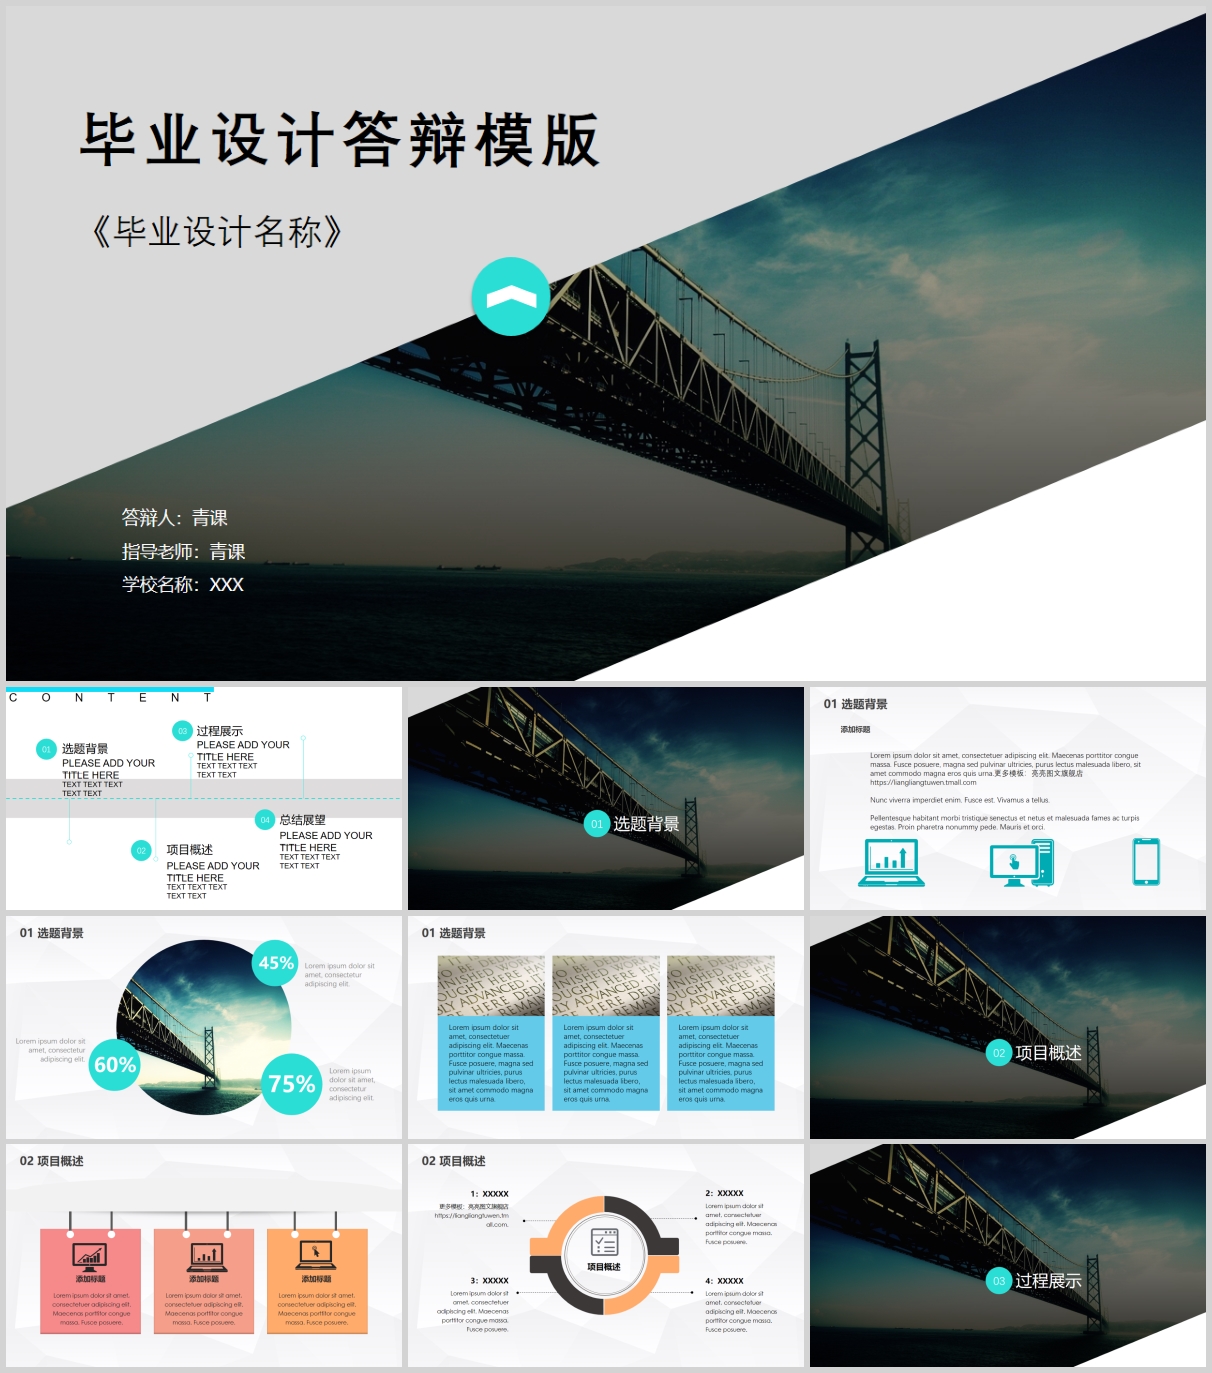 毕业设计答辩模版
《毕业设计名称》
答辩人：青课
指导老师：青课
学校名称：XXX
CONTENT
01 选题背景
PLEASE ADD YOUR
TITLE HERE
TEXT TEXT TEXT
TEXT TEXT
03 过程展示
PLEASE ADD YOUR
TITLE HERE
TEXT TEXT TEXT
TEXT TEXT
02 项目概述
PLEASE ADD YOUR
TITLE HERE
TEXT TEXT TEXT
TEXT TEXT
04 总结展望
PLEASE ADD YOUR
TITLE HERE
TEXT TEXT TEXT
TEXT TEXT
01 选题背景
01 选题背景
添加标题
Lorem ipsum dolor sit amet, consectetuer adipiscing elit. Maecenas porttitor congue
massa. Fusce posuere, magna sed pulvinar ultricies, purus lectus malesuada libero, sit
amet commodo magna eros quis urna.更多模板：亮亮图文旗舰店
https://liangliangtuwen.tmall.com
Nunc viverra imperdiet enim. Fusce est. Vivamus a tellus.
Pellentesque habitant morbi tristique senectus et netus et malesuada fames ac turpis
egestas. Proin pharetra nonummy pede. Mauris et orci.
01 选题背景
45%
Lorem ipsum dolor sit
amet, consectetur
adipiscing elit.
Lorem ipsum dolor sit
amet, consectetur
adipiscing elit.
60%
75%
Lorem ipsum
dolor sit amet,
consectetur
adipiscing elit.
01 选题背景
Lorem ipsum dolor sit
amet, consectetuer
adipiscing elit. Maecenas
porttitor congue massa.
Fusce posuere, magna sed
pulvinar ultricies, purus
lectus malesuada libero,
sit amet commodo magna
eros quis urna.
Lorem ipsum dolor sit
amet, consectetuer
adipiscing elit. Maecenas
porttitor congue massa.
Fusce posuere, magna sed
pulvinar ultricies, purus
lectus malesuada libero,
sit amet commodo magna
eros quis urna.
Lorem ipsum dolor sit
amet, consectetuer
adipiscing elit. Maecenas
porttitor congue massa.
Fusce posuere, magna sed
pulvinar ultricies, purus
lectus malesuada libero,
sit amet commodo magna
eros quis urna.
02 项目概述
02 项目概述
添加标题
Lorem ipsum dolor sit amet,
consectetuer adipiscing elit.
Maecenas porttitor congue
massa. Fusce posuere.
添加标题
Lorem ipsum dolor sit amet,
consectetuer adipiscing elit.
Maecenas porttitor congue
massa. Fusce posuere.
添加标题
Lorem ipsum dolor sit amet,
consectetuer adipiscing elit.
Maecenas porttitor congue
massa. Fusce posuere.
02 项目概述
1：XXXXX
更多模板：亮亮图文旗舰店
https://liangliangtuwen.tm
all.com.
2：XXXXX
Lorem ipsum dolor sit
amet, consectetuer
adipiscing elit. Maecenas
porttitor congue massa.
Fusce posuere.
项目概述
3：XXXXX
Lorem ipsum dolor sit
amet, consectetuer
adipiscing elit. Maecenas
porttitor congue massa.
Fusce posuere.
4：XXXXX
Lorem ipsum dolor sit
amet, consectetuer
adipiscing elit. Maecenas
porttitor congue massa.
Fusce posuere.
03 过程展示